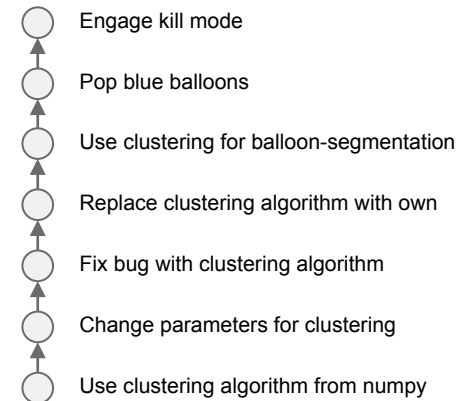 Engage kill mode
Pop blue balloons
Use clustering for balloon-segmentation
Replace clustering algorithm with own
Fix bug with clustering algorithm
Change parameters for clustering
Use clustering algorithm from numpy